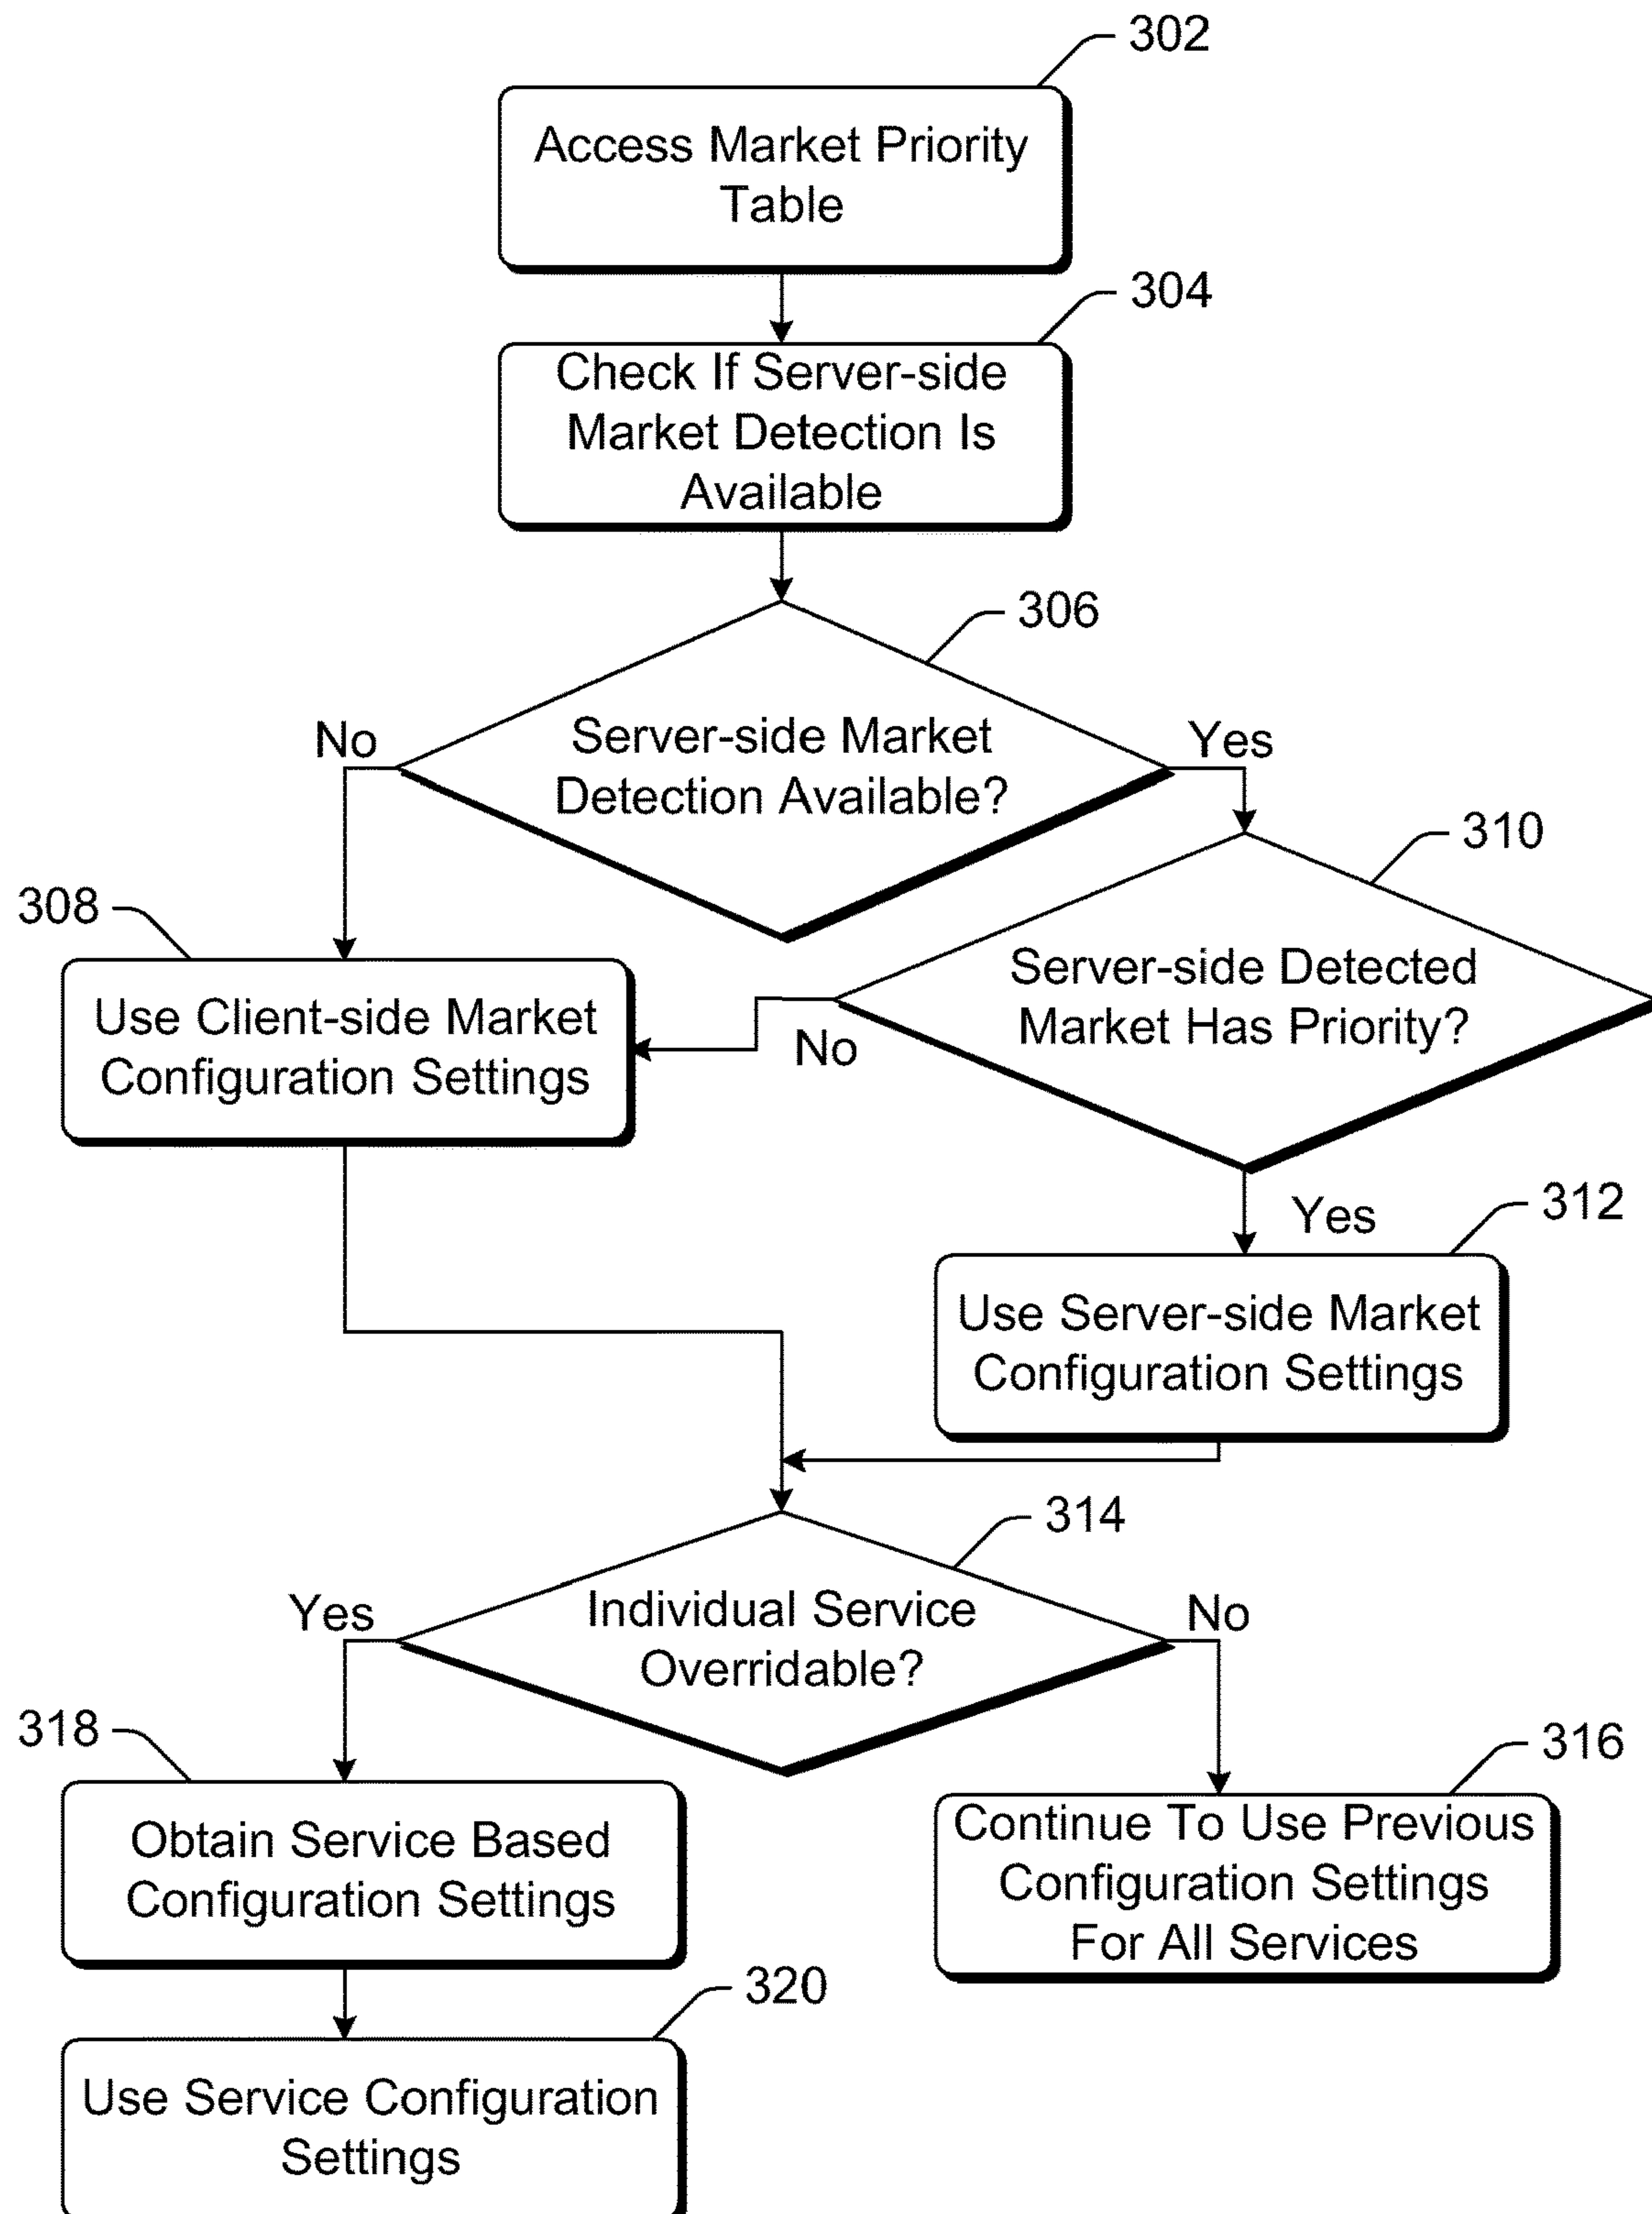 302
Access Market Priority
Table
304
Check If Server-side
Market Detection Is
Available
306
No
Server-side Market
Detection Available?
Yes
310
308
Server-side Detected
Market Has Priority?
Use Client-side Market
Configuration Settings
No
Yes
312
Use Server-side Market
Configuration Settings
314
Yes
Individual Service
Overridable?
No
318
316
Obtain Service Based
Configuration Settings
Continue To Use Previous
Configuration Settings
For All Services
320
Use Service Configuration
Settings